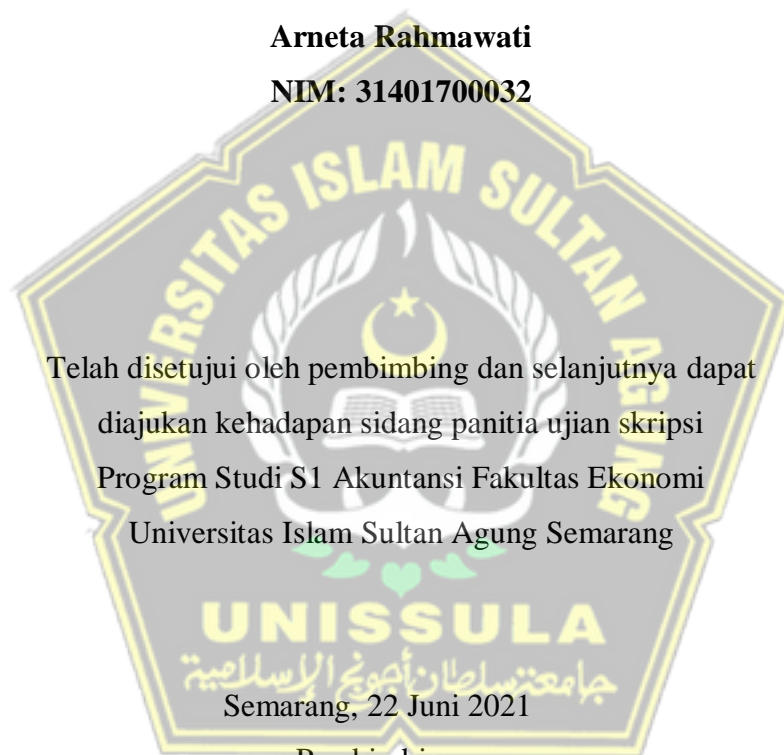 Arneta Rahmawati
NIM: 31401700032
UNIVERSITAS ISLAM SULTAN AGUNG
Telah disetujui oleh pembimbing dan selanjutnya dapat
diajukan kehadapan sidang panitia ujian skripsi
Program Studi S1 Akuntansi Fakultas Ekonomi
Universitas Islam Sultan Agung Semarang
UNISSULA
جامعة سلطان أجونج الإسلامية
Semarang, 22 Juni 2021